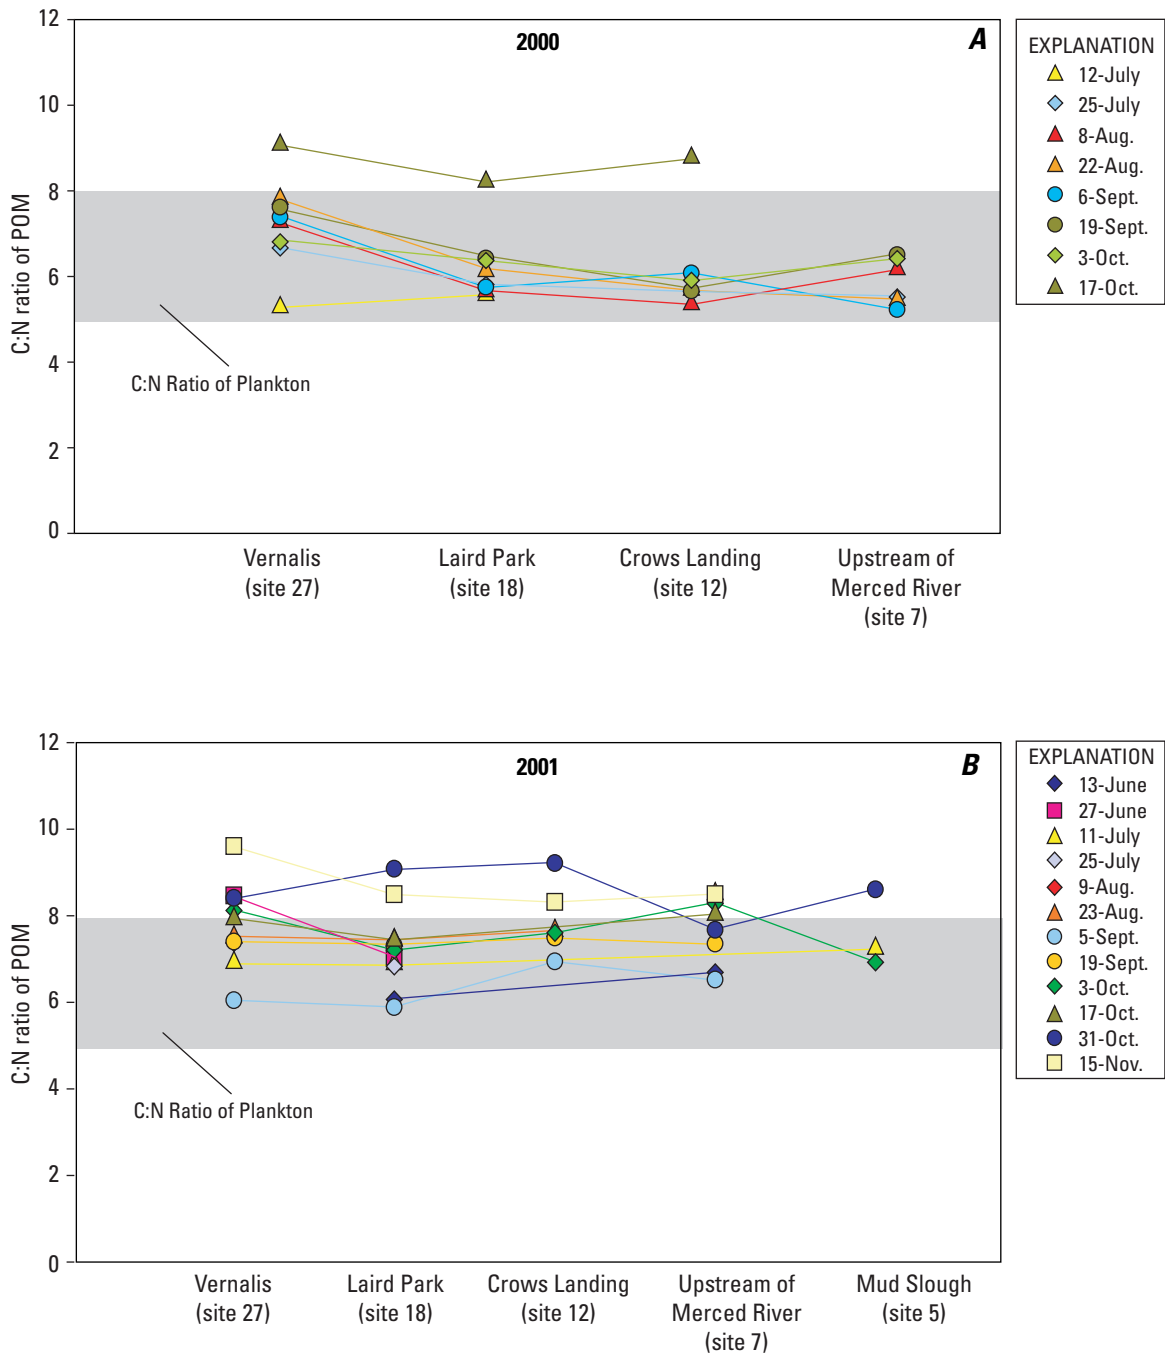 12
10
8
6
4
2
0
C:N ratio of POM
2000
A
C:N Ratio of Plankton
Vernalis
(site 27)
Laird Park
(site 18)
Crows Landing
(site 12)
Upstream of
Merced River
(site 7)
EXPLANATION
12-July
25-July
8-Aug.
22-Aug.
6-Sept.
19-Sept.
3-Oct.
17-Oct.
12
10
8
6
4
2
0
C:N ratio of POM
2001
B
C:N Ratio of Plankton
Vernalis
(site 27)
Laird Park
(site 18)
Crows Landing
(site 12)
Upstream of
Merced River
(site 7)
Mud Slough
(site 5)
EXPLANATION
13-June
27-June
11-July
25-July
9-Aug.
23-Aug.
5-Sept.
19-Sept.
3-Oct.
17-Oct.
31-Oct.
15-Nov.